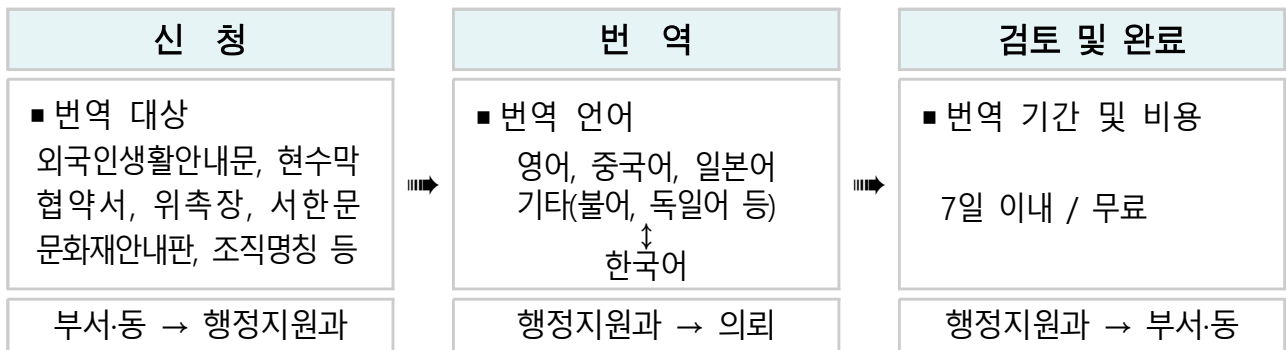 신 청
■ 번역 대상
외국인생활안내문, 현수막
협약서, 위촉장, 서한문
문화재안내판, 조직명칭 등
부서·동 → 행정지원과
➠
번 역
■ 번역 언어
영어, 중국어, 일본어
기타(불어, 독일어 등)
↕
한국어
행정지원과 → 의뢰
➠
검토 및 완료
■ 번역 기간 및 비용
7일 이내 / 무료
행정지원과 → 부서·동